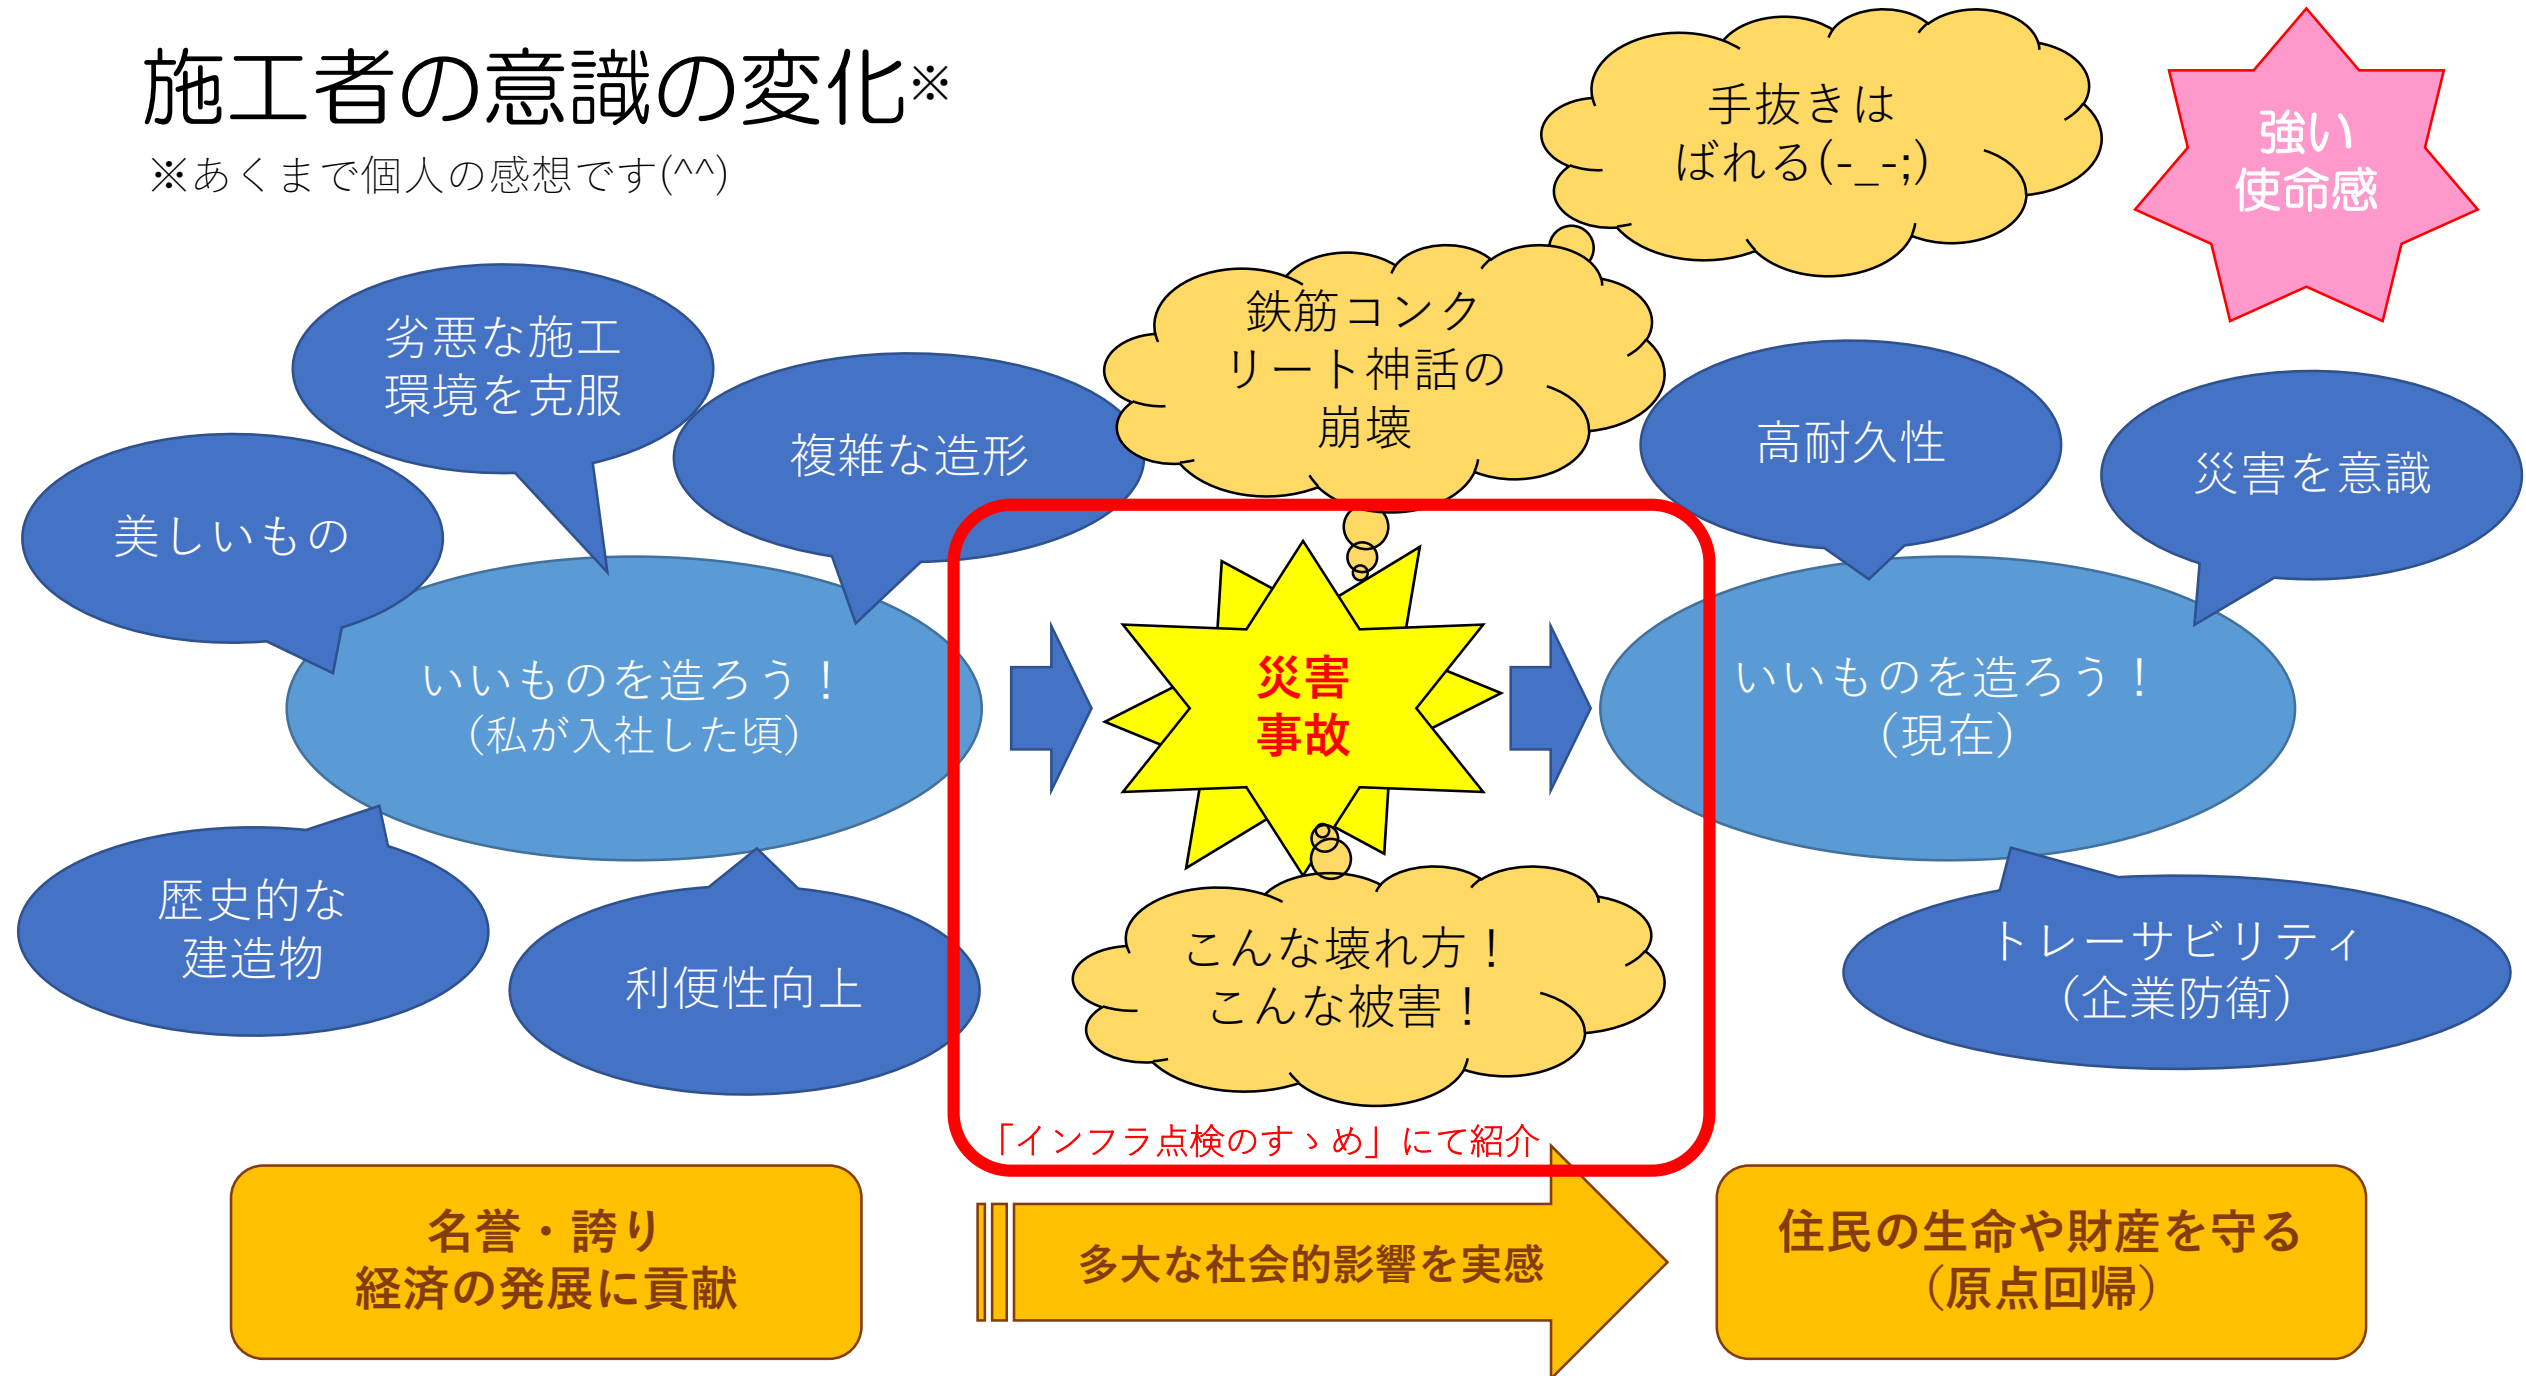 施工者の意識の変化※
※あくまで個人の感想です(^^)
手抜きは
ばれる(-_-;)
強い
使命感
劣悪な施工
環境を克服
複雑な造形
鉄筋コンク
リート神話の
崩壊
高耐久性
災害を意識
美しいもの
いいものを造ろう！
（私が入社した頃）
災害
事故
いいものを造ろう！
（現在）
歴史的な
建造物
利便性向上
こんな壊れ方！
こんな被害！
トレーサビリティ
（企業防衛）
「インフラ点検のすゝめ」にて紹介
名誉・誇り
経済の発展に貢献
多大な社会的影響を実感
住民の生命や財産を守る
（原点回帰）